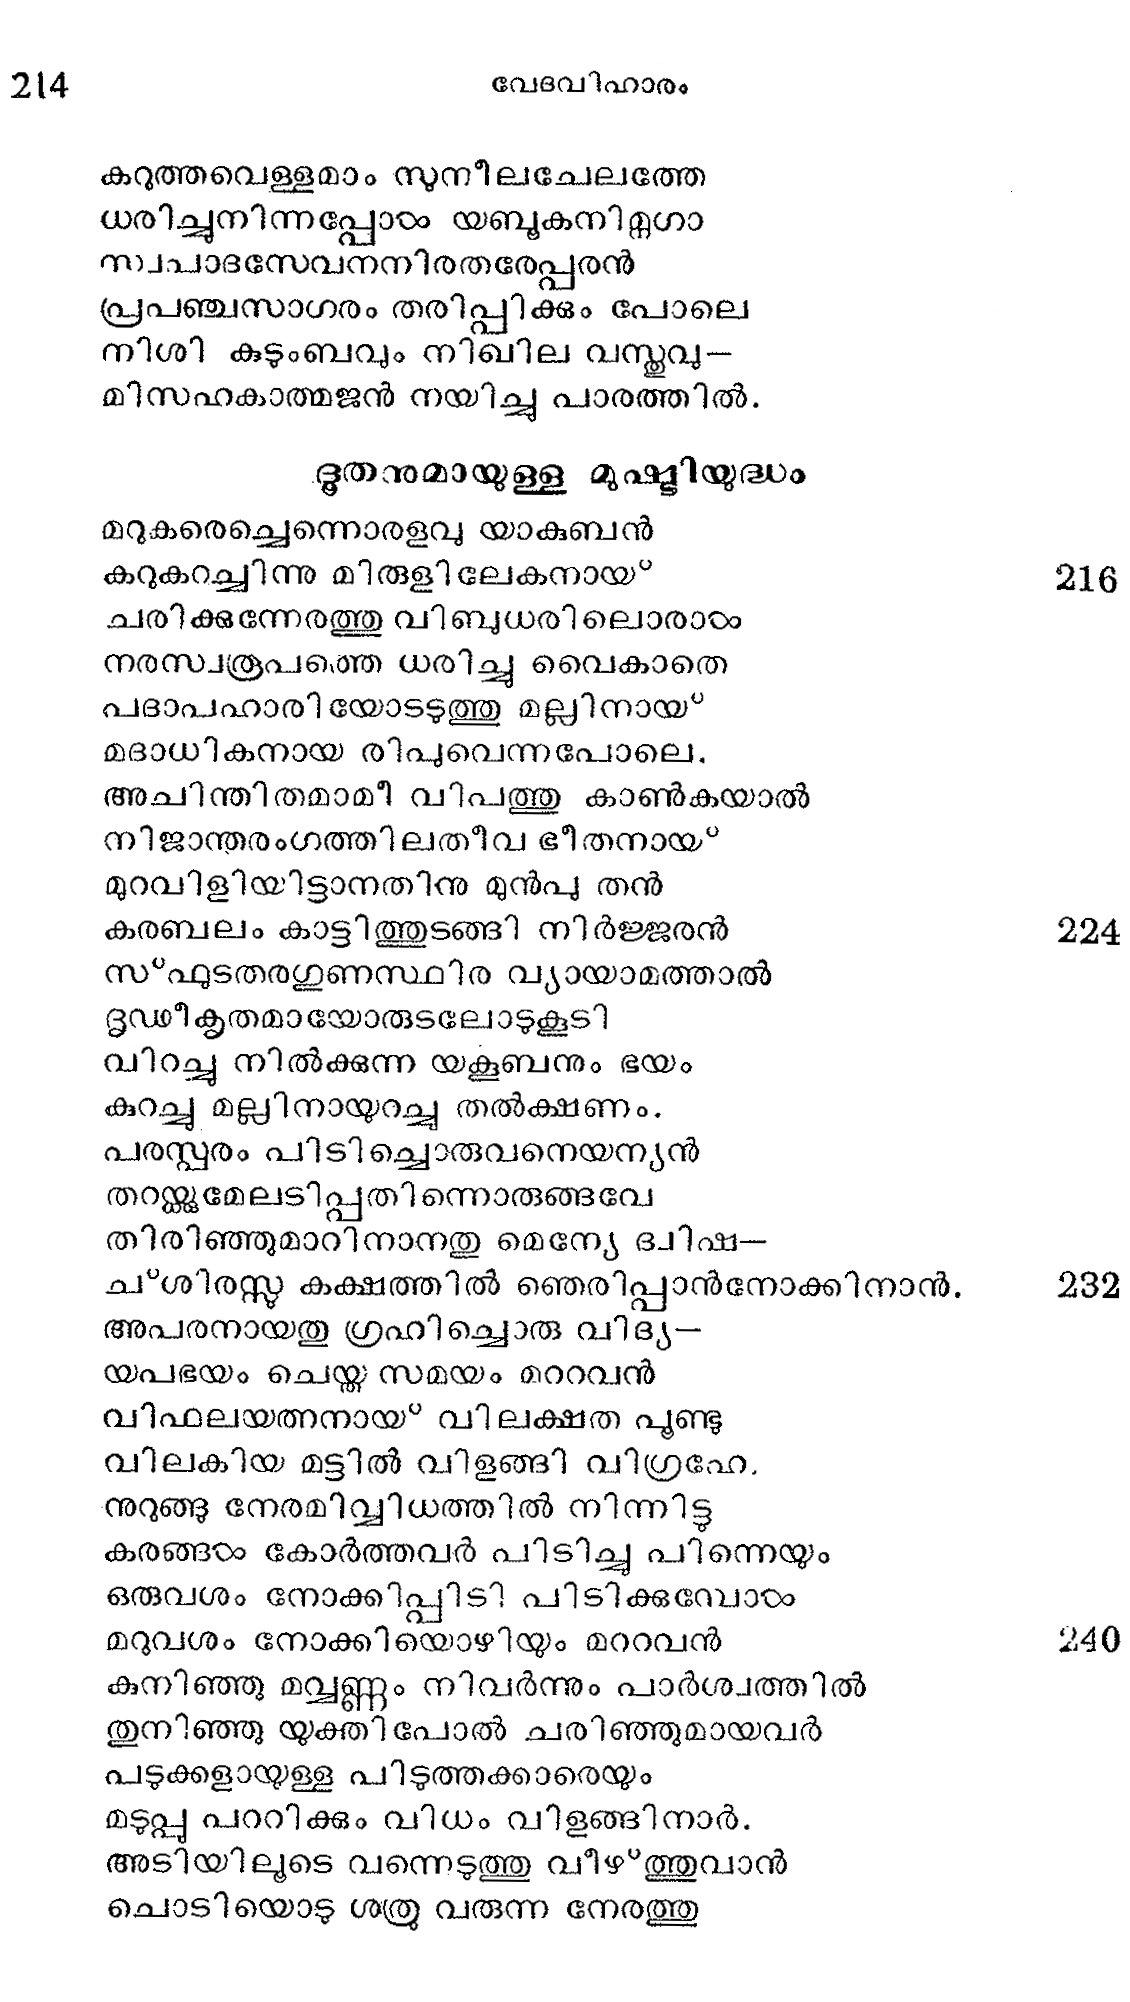 214 വേദവിഹാരം
കറുത്തവെള്ളമാം സുനീലചേലത്തേ
ധരിച്ചുനിന്നപ്പോൾ യബൂകനിമ്നഗാ
സ്വപാദസേവനനിരതരേപ്പരൻ
പ്രപഞ്ചസാഗരം തരിപ്പിക്കും പോലെ
നിശി കുടുംബവും നിഖില വസ്തുവു—
മിസഹകാത്മജൻ നയിച്ചു പാരത്തിൽ.
ദൂതനുമായുള്ള മുഷ്ടിയുദ്ധം
മറുകരെച്ചെന്നൊരളവു യാകുബൻ
കറുകറച്ചിന്നു മിരുളിലേകനായ് 216
ചരിക്കുന്നേരത്തു വിബുധരിലൊരാൾ
നരസ്വരൂപത്തെ ധരിച്ചു വൈകാതെ
പദാപഹാരിയോടടുത്തു മല്ലിനായ്
മദാധികനായ രിപുവെന്നപോലെ.
അചിന്തിതമാമീ വിപത്തു കാൺകയാൽ
നിജാന്തരംഗത്തിലതീവ ഭീതനായ്
മുറവിളിയിട്ടാനതിനു മുൻപു തൻ
കരബലം കാട്ടിത്തുടങ്ങി നിർജ്ജരൻ 224
സ്ഫുടതരഗുണസ്ഥിര വ്യായാമത്താൽ
ദൃഢീകൃതമായോരുടലോടുകൂടി
വിറച്ചു നിൽക്കുന്ന യകൂബനും ഭയം
കുറച്ചു മല്ലിനായുറച്ചു തൽക്ഷണം.
പരസ്പരം പിടിച്ചൊരുവനെയന്യൻ
തറയ്ക്കുമേലടിപ്പതിന്നൊരുങ്ങവേ
തിരിഞ്ഞുമാറിനാനതു മെന്യേ ദ്വിഷ—
ച്ശിരസ്സു കക്ഷത്തിൽ ഞെരിപ്പാൻനോക്കിനാൻ. 232
അപരനായതു ഗ്രഹിച്ചൊരു വിദ്യ—
യപഭയം ചെയ്ത സമയം മററവൻ
വിഫലയത്നനായ് വിലക്ഷത പൂണ്ടു
വിലകിയ മട്ടിൽ വിളങ്ങി വിഗ്രഹേ.
നുറുങ്ങു നേരമിവ്വിധത്തിൽ നിന്നിട്ടു
കരങ്ങൾ കോർത്തവർ പിടിച്ചു പിന്നെയും
ഒരുവശം നോക്കിപ്പിടി പിടിക്കുമ്പോൾ
മറുവശം നോക്കിയൊഴിയും മററവൻ 240
കുനിഞ്ഞു മവ്വണ്ണം നിവർന്നും പാർശ്വത്തിൽ
തുനിഞ്ഞു യുക്തിപോൽ ചരിഞ്ഞുമായവർ
പടുക്കളായുള്ള പിടുത്തക്കാരെയും
മടുപ്പു പററിക്കും വിധം വിളങ്ങിനാർ.
അടിയിലൂടെ വന്നെടുത്തു വീഴ്ത്തുവാൻ
ചൊടിയൊടു ശത്രു വരുന്ന നേരത്തു